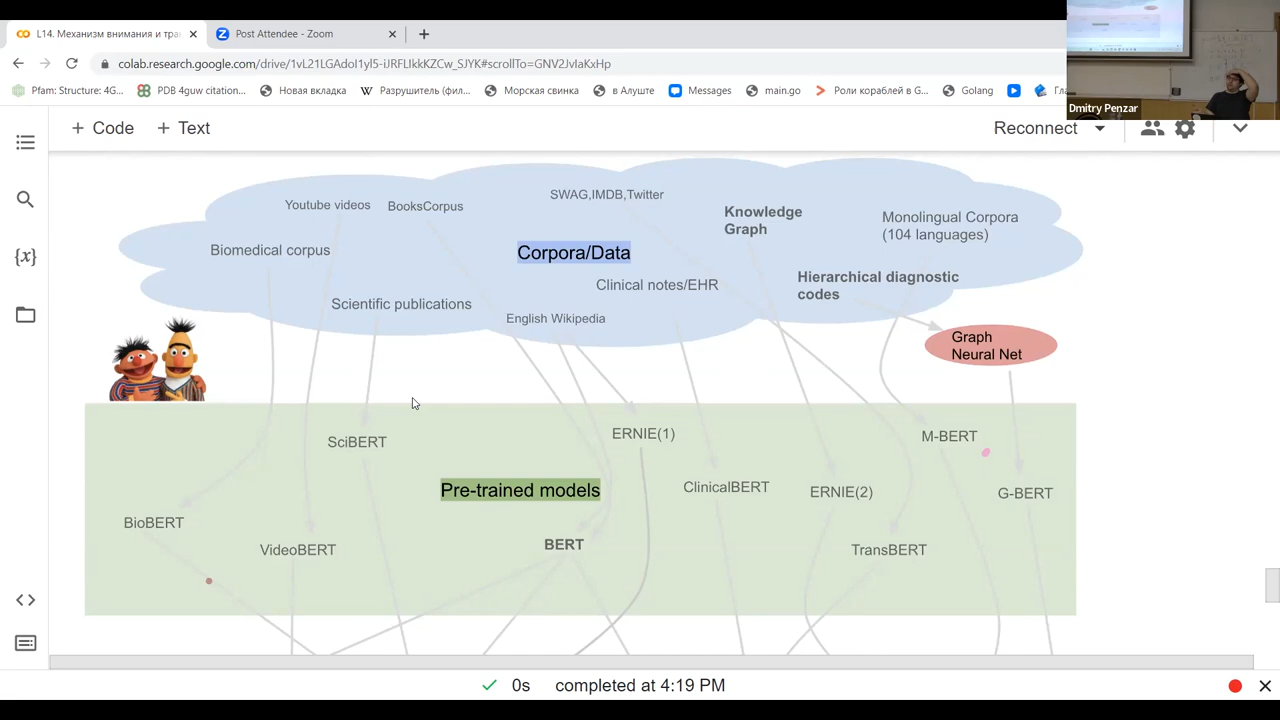 L14. Механизм внимания и тра
Post Attendee - Zoom
colab.research.google.com/drive/1vL21LGAdoI1yI5-iJRFLlkkKZCw_SJYK#scrollTo=GNV2JvIaKxHp
Pfam: Structure: 4G...
PDB 4guw citation...
Новая вкладка
Разрушитель (фил...
Морская свинка
в Алуште
Messages
main.go
Роли кораблей в G...
Golang
Гла
Dmitry Penzar
+ Code + Text
Reconnect
Youtube videos
BooksCorpus
SWAG,IMDB,Twitter
Knowledge
Graph
Monolingual Corpora
(104 languages)
Biomedical corpus
Corpora/Data
Clinical notes/EHR
Hierarchical diagnostic
codes
Scientific publications
English Wikipedia
Graph
Neural Net
SciBERT
ERNIE(1)
M-BERT
Pre-trained models
ClinicalBERT
ERNIE(2)
G-BERT
BioBERT
VideoBERT
BERT
TransBERT
0s completed at 4:19 PM